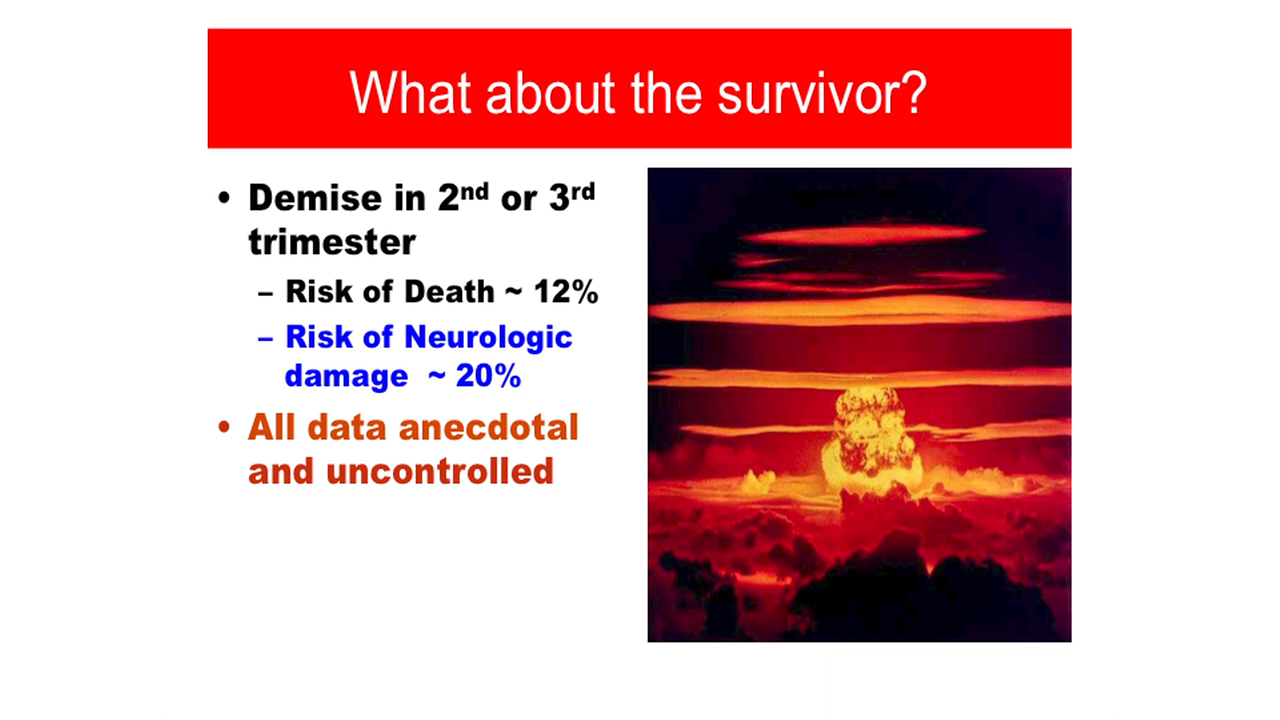 What about the survivor?
• Demise in 2nd or 3rd
trimester
– Risk of Death ~ 12%
– Risk of Neurologic
damage ~ 20%
• All data anecdotal
and uncontrolled